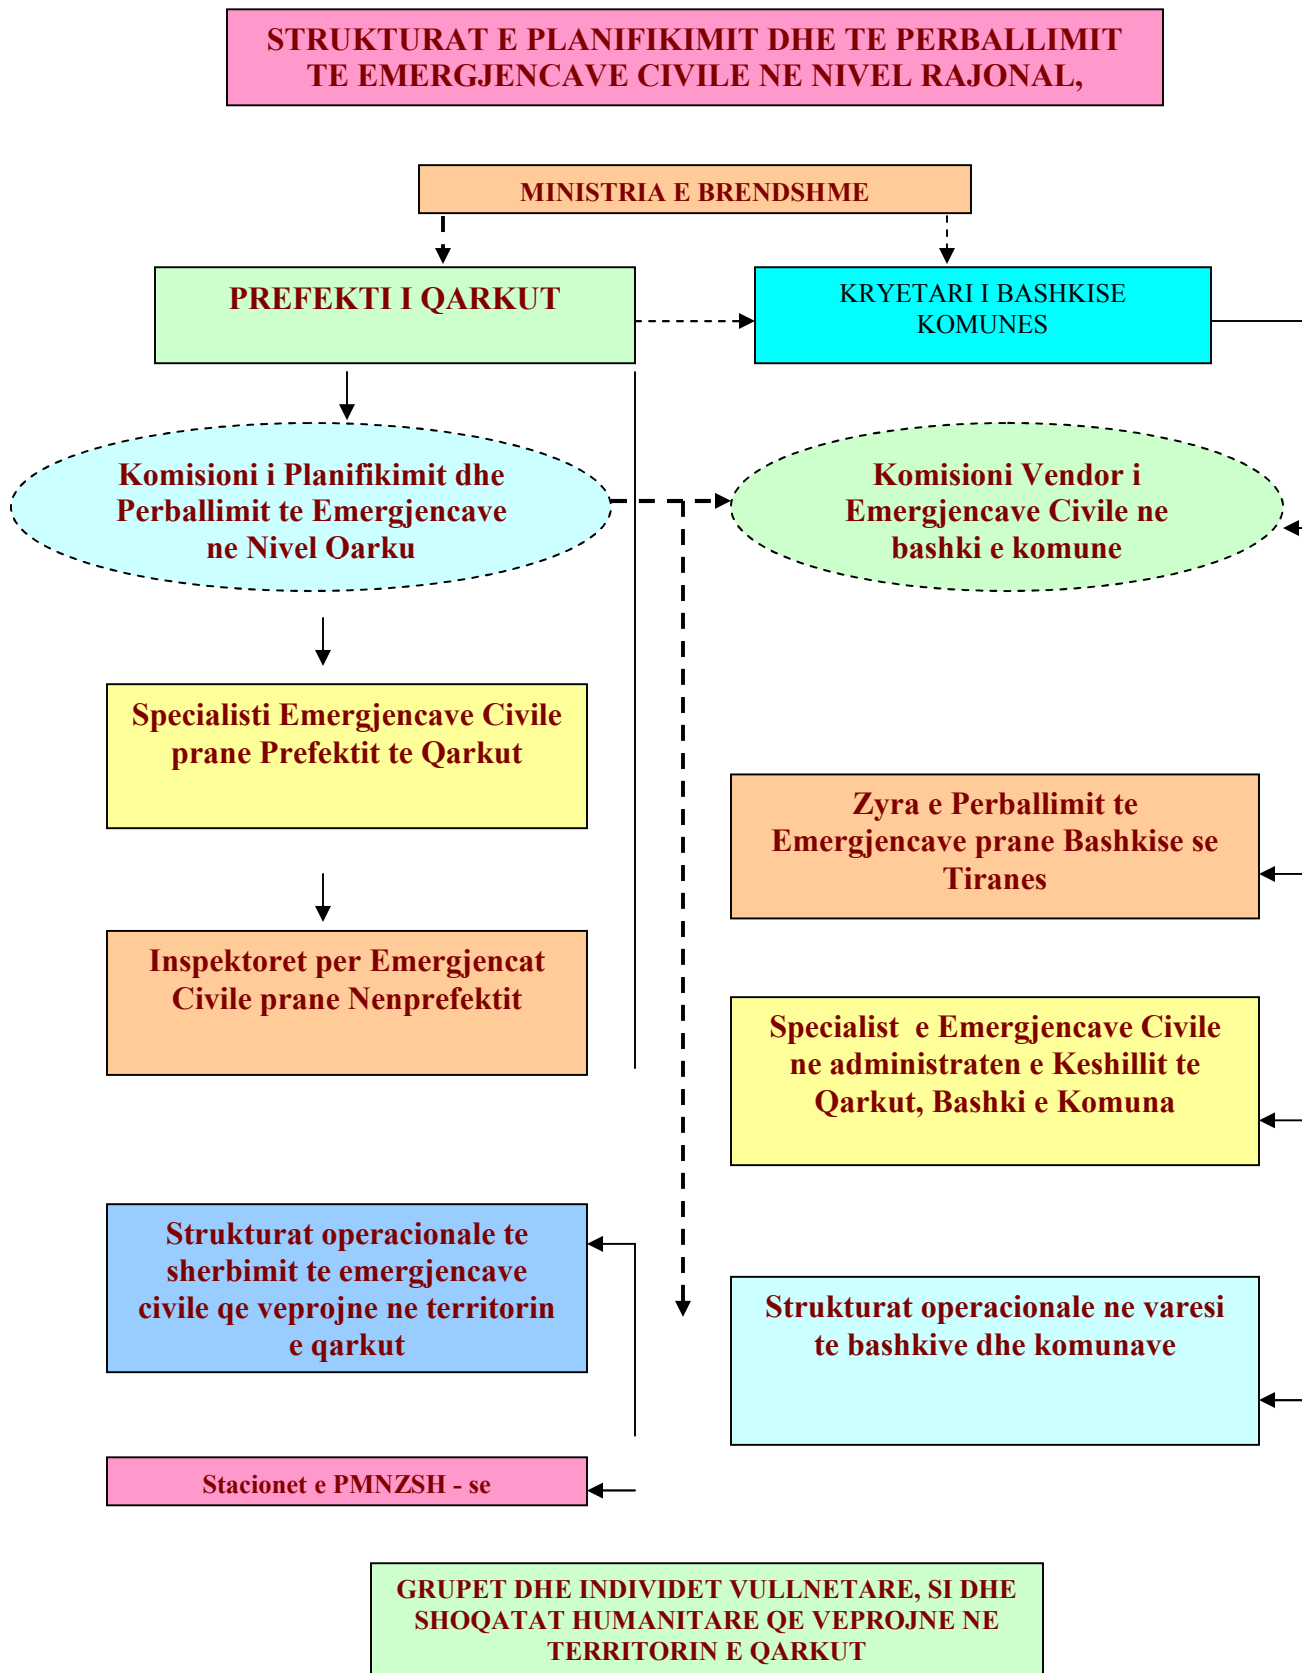 STRUKTURAT E PLANIFIKIMIT DHE TE PERBALLIMIT
TE EMERGJENCAVE CIVILE NE NIVEL RAJONAL,
MINISTRIA E BRENDSHME
PREFEKTI I QARKUT
KRYETARI I BASHKISE
KOMUNES
Komisioni i Planifikimit dhe
Perballimit te Emergjencave
ne Nivel Oarku
Komisioni Vendor i
Emergjencave Civile ne
bashki e komune
Specialisti Emergjencave Civile
prane Prefektit te Qarkut
Zyra e Perballimit te
Emergjencave prane Bashkise se
Tiranes
Inspektoret per Emergjencat
Civile prane Nenprefektit
Specialist e Emergjencave Civile
ne administraten e Keshillit te
Qarkut, Bashki e Komuna
Strukturat operacionale te
sherbimit te emergjencave
civile qe veprojne ne territorin
e qarkut
Strukturat operacionale ne varesi
te bashkive dhe komunave
Stacionet e PMNZSH - se
GRUPET DHE INDIVIDET VULLNETARE, SI DHE
SHOQATAT HUMANITARE QE VEPROJNE NE
TERRITORIN E QARKUT